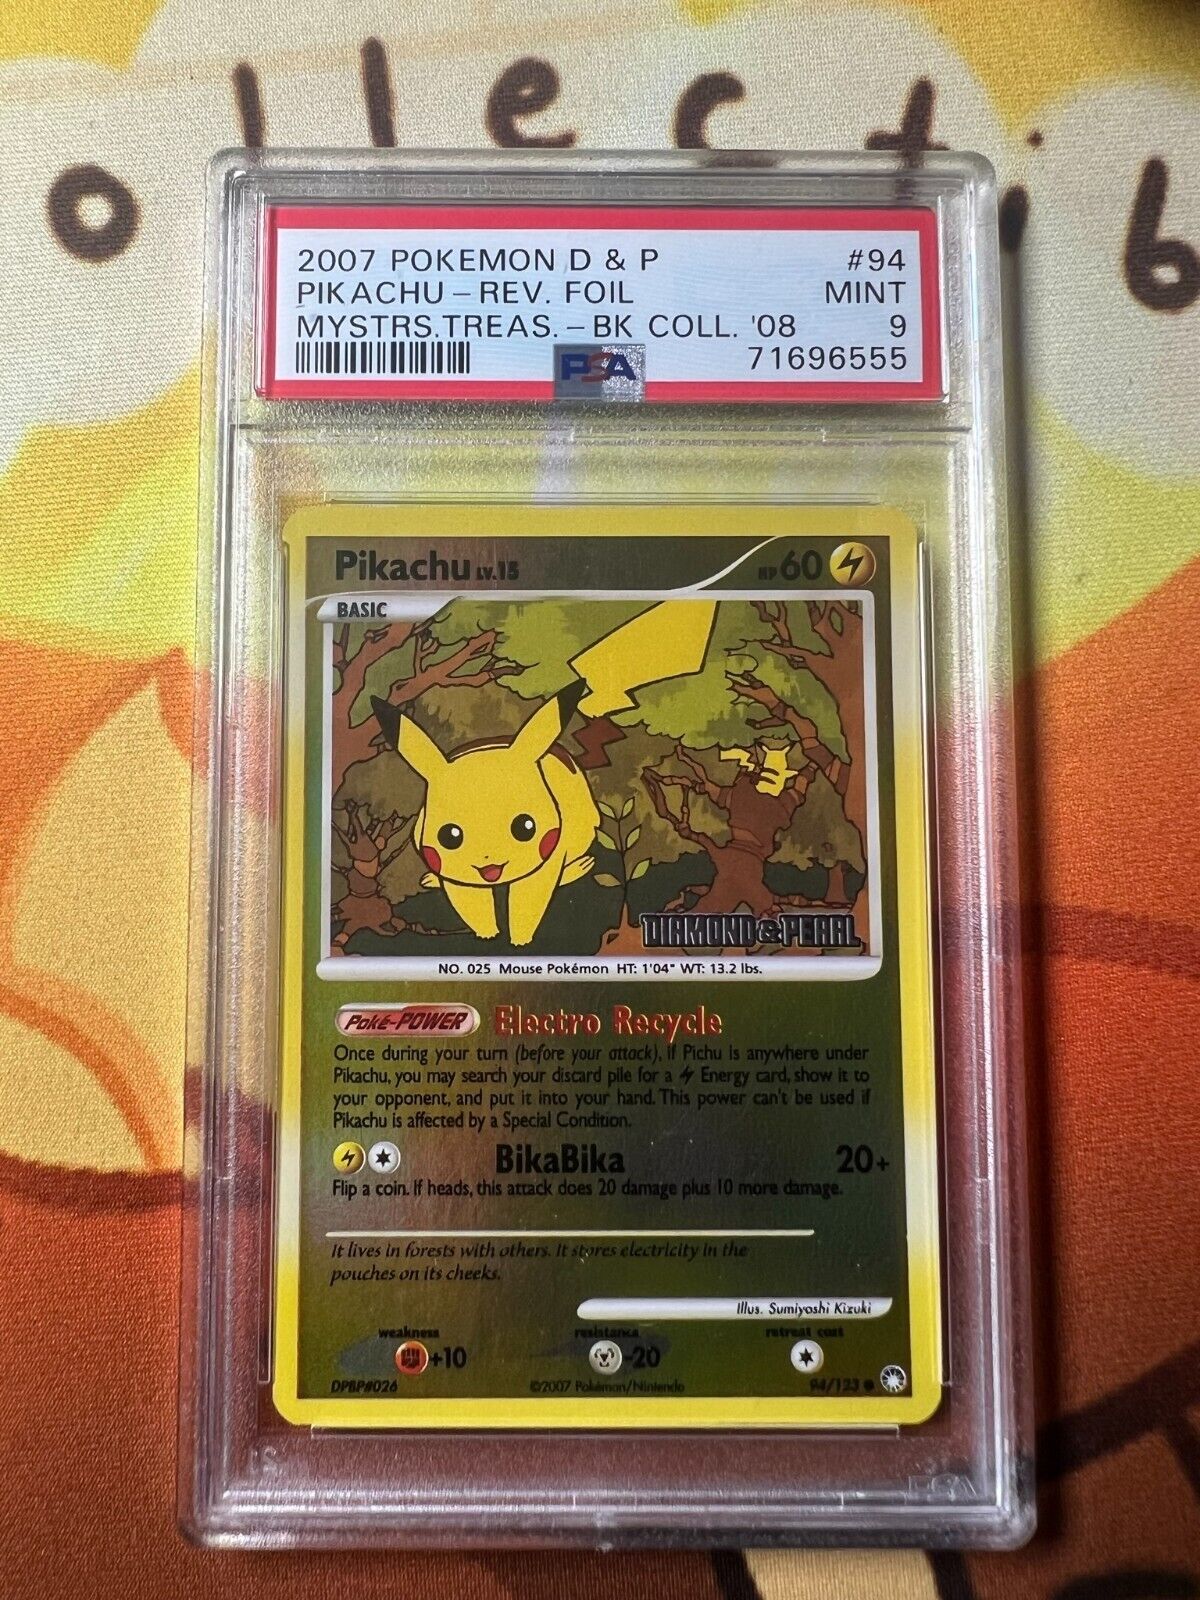 ollectib
2007 POKEMON D & P #94
PIKACHU - REV. FOIL MINT
MYSTRS.TREAS. - BK COLL. '08 9
PSA 71696555
Pikachu LV.15 HP 60
BASIC
DIAMOND & PEARL
NO. 025 Mouse Pokémon HT: 1'04" WT: 13.2 lbs.
Poké-POWER Electro Recycle
Once during your turn (before your attack), if Pichu is anywhere under
Pikachu, you may search your discard pile for a Energy card, show it to
your opponent, and put it into your hand. This power can't be used if
Pikachu is affected by a Special Condition.
BikaBika 20+
Flip a coin. If heads, this attack does 20 damage plus 10 more damage.
It lives in forests with others. It stores electricity in the
pouches on its cheeks.
Illus. Sumiyoshi Kizuki
weakness resistance retreat cost
+10 -20
DPBP#026 ©2007 Pokémon/Nintendo 94/123
PSA